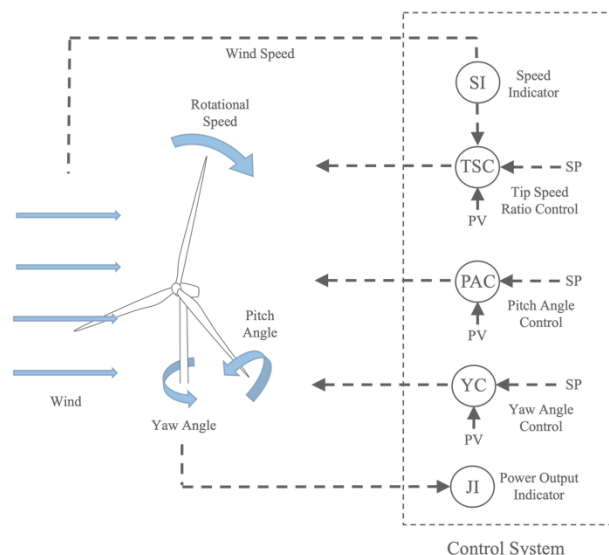 Wind Speed
SI
Speed
Indicator
Rotational
Speed
TSC
SP
Tip Speed
Ratio Control
PV
PAC
SP
Pitch Angle
Control
PV
Pitch
Angle
YC
SP
Yaw Angle
Control
PV
Wind
Yaw Angle
JI
Power Output
Indicator
Control System